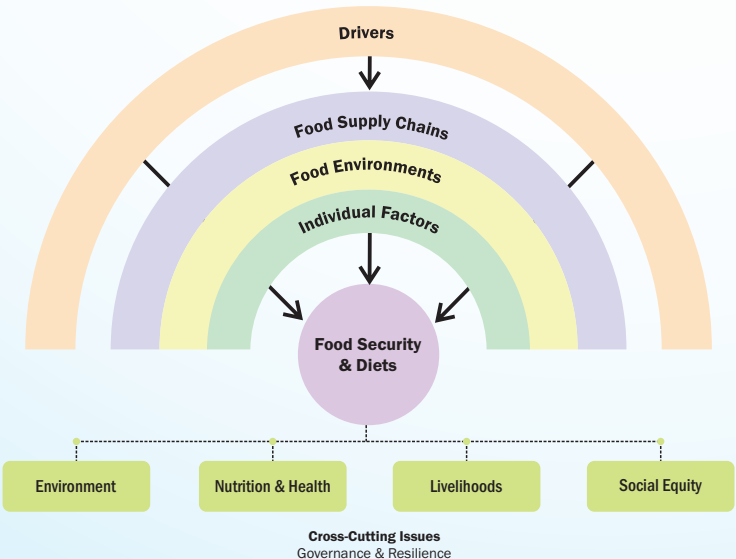 Drivers
Food Supply Chains
Food Environments
Individual Factors
Food Security
& Diets
Environment
Nutrition & Health
Livelihoods
Social Equity
Cross-Cutting Issues
Governance & Resilience